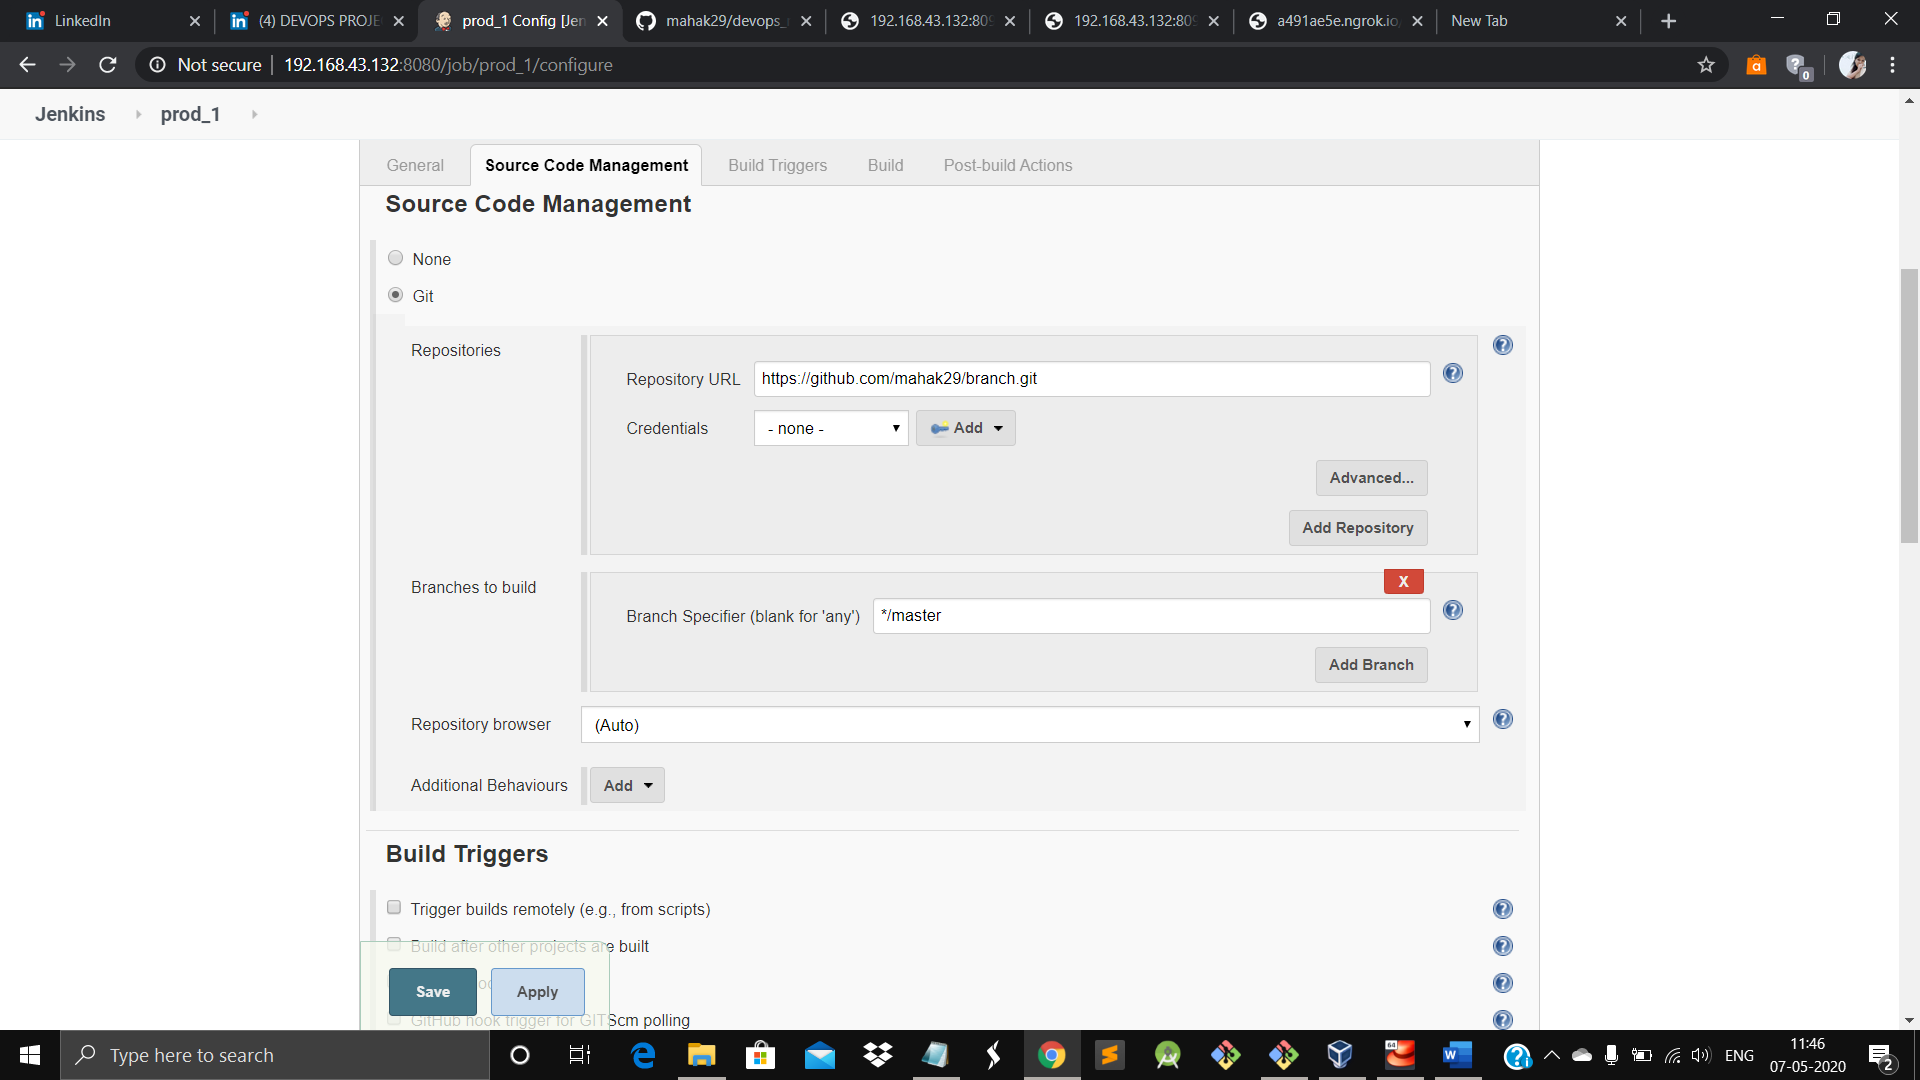 LinkedIn
(4) DEVOPS PROJE
prod_1 Config [Jen
mahak29/devops_
192.168.43.132:809
192.168.43.132:809
a491ae5e.ngrok.io
New Tab
Not secure | 192.168.43.132:8080/job/prod_1/configure
0
Jenkins
prod_1
General
Source Code Management
Build Triggers
Build
Post-build Actions
Source Code Management
None
Git
Repositories
Repository URL https://github.com/mahak29/branch.git
Credentials - none - Add
Advanced...
Add Repository
Branches to build
X
Branch Specifier (blank for 'any') */master
Add Branch
Repository browser (Auto)
Additional Behaviours Add
Build Triggers
Trigger builds remotely (e.g., from scripts)
Build after other projects are built
Save
Apply
GitHub hook trigger for GITScm polling
Type here to search
ENG
11:46
07-05-2020
2